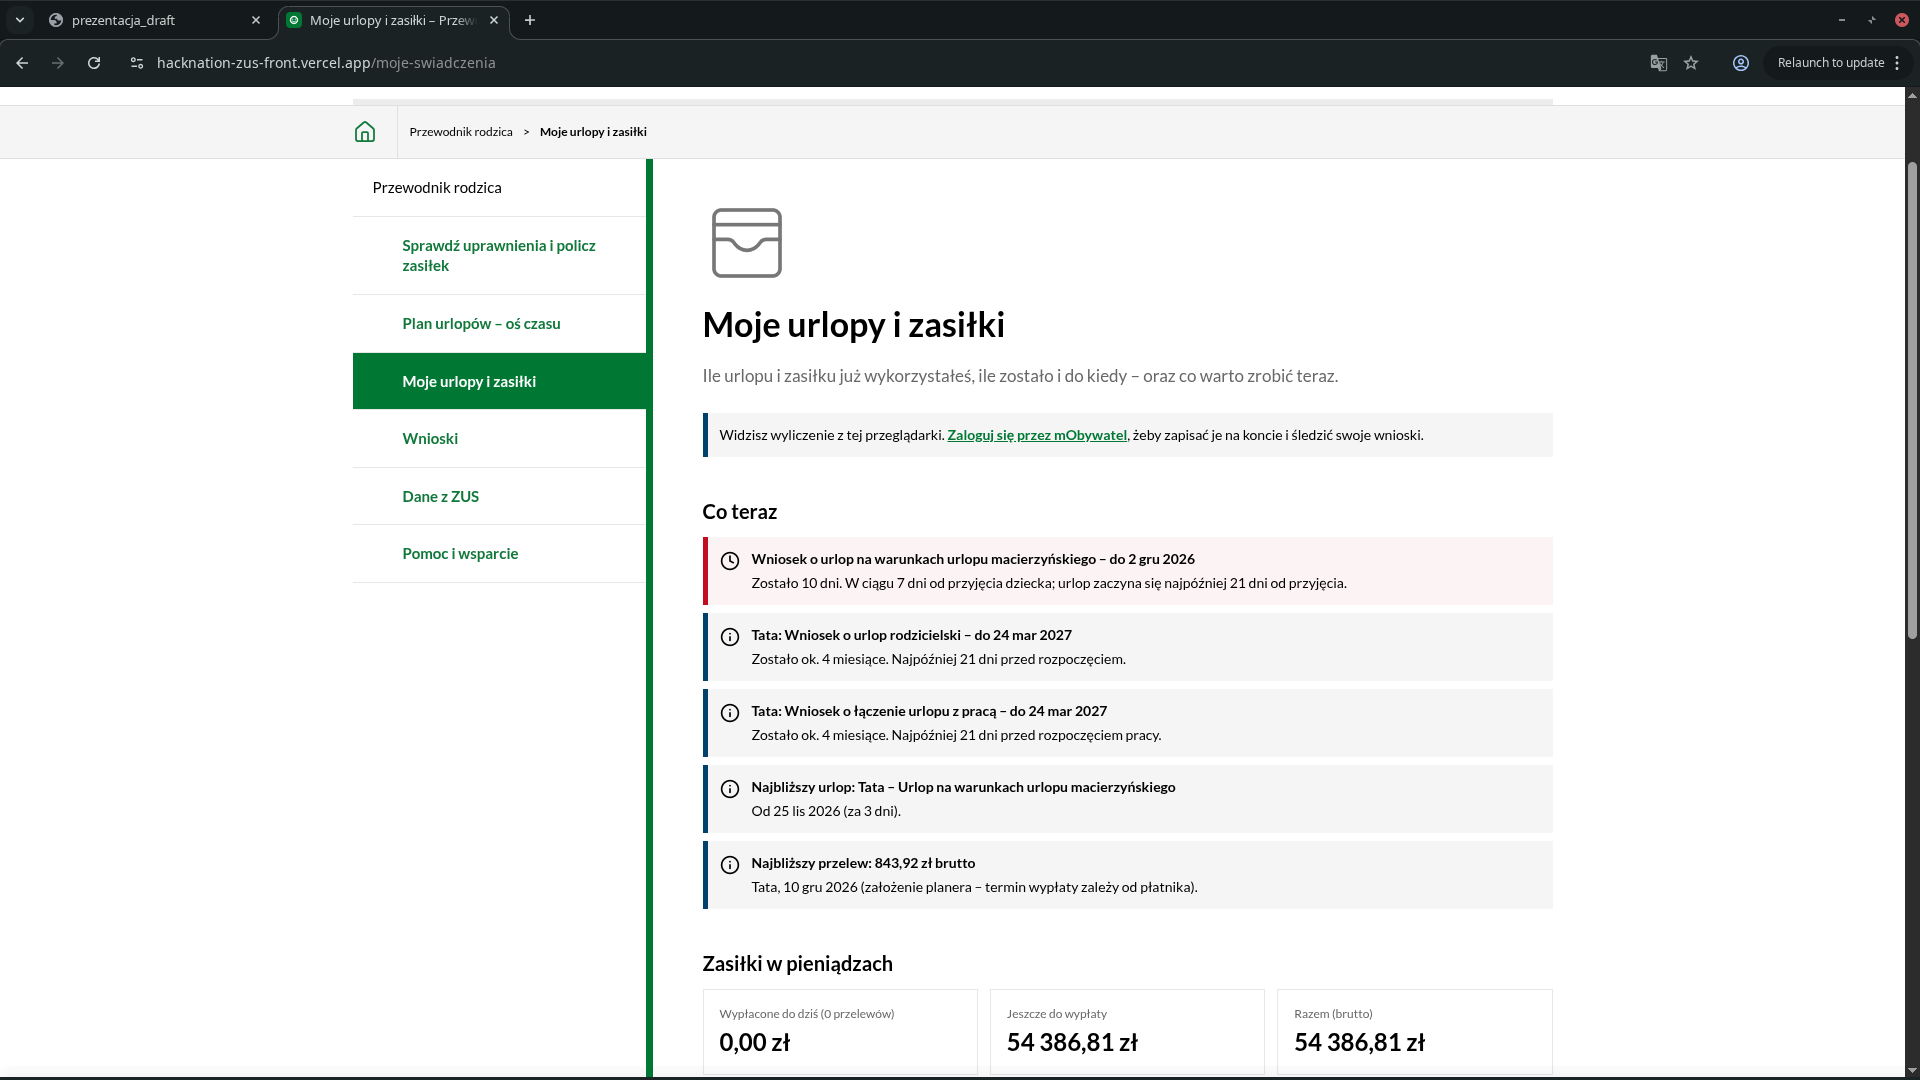 prezentacja_draft
Moje urlopy i zasiłki – Przew
hacknation-zus-front.vercel.app/moje-swiadczenia
Relaunch to update
Przewodnik rodzica > Moje urlopy i zasiłki
Przewodnik rodzica
Sprawdź uprawnienia i policz
zasiłek
Plan urlopów – oś czasu
Moje urlopy i zasiłki
Wnioski
Dane z ZUS
Pomoc i wsparcie
Moje urlopy i zasiłki
Ile urlopu i zasiłku już wykorzystałeś, ile zostało i do kiedy – oraz co warto zrobić teraz.
Widzisz wyliczenie z tej przeglądarki. Zaloguj się przez mObywatel, żeby zapisać je na koncie i śledzić swoje wnioski.
Co teraz
Wniosek o urlop na warunkach urlopu macierzyńskiego – do 2 gru 2026
Zostało 10 dni. W ciągu 7 dni od przyjęcia dziecka; urlop zaczyna się najpóźniej 21 dni od przyjęcia.
Tata: Wniosek o urlop rodzicielski – do 24 mar 2027
Zostało ok. 4 miesiące. Najpóźniej 21 dni przed rozpoczęciem.
Tata: Wniosek o łączenie urlopu z pracą – do 24 mar 2027
Zostało ok. 4 miesiące. Najpóźniej 21 dni przed rozpoczęciem pracy.
Najbliższy urlop: Tata – Urlop na warunkach urlopu macierzyńskiego
Od 25 lis 2026 (za 3 dni).
Najbliższy przelew: 843,92 zł brutto
Tata, 10 gru 2026 (założenie planera – termin wypłaty zależy od płatnika).
Zasiłki w pieniądzach
Wypłacone do dziś (0 przelewów)
0,00 zł
Jeszcze do wypłaty
54 386,81 zł
Razem (brutto)
54 386,81 zł